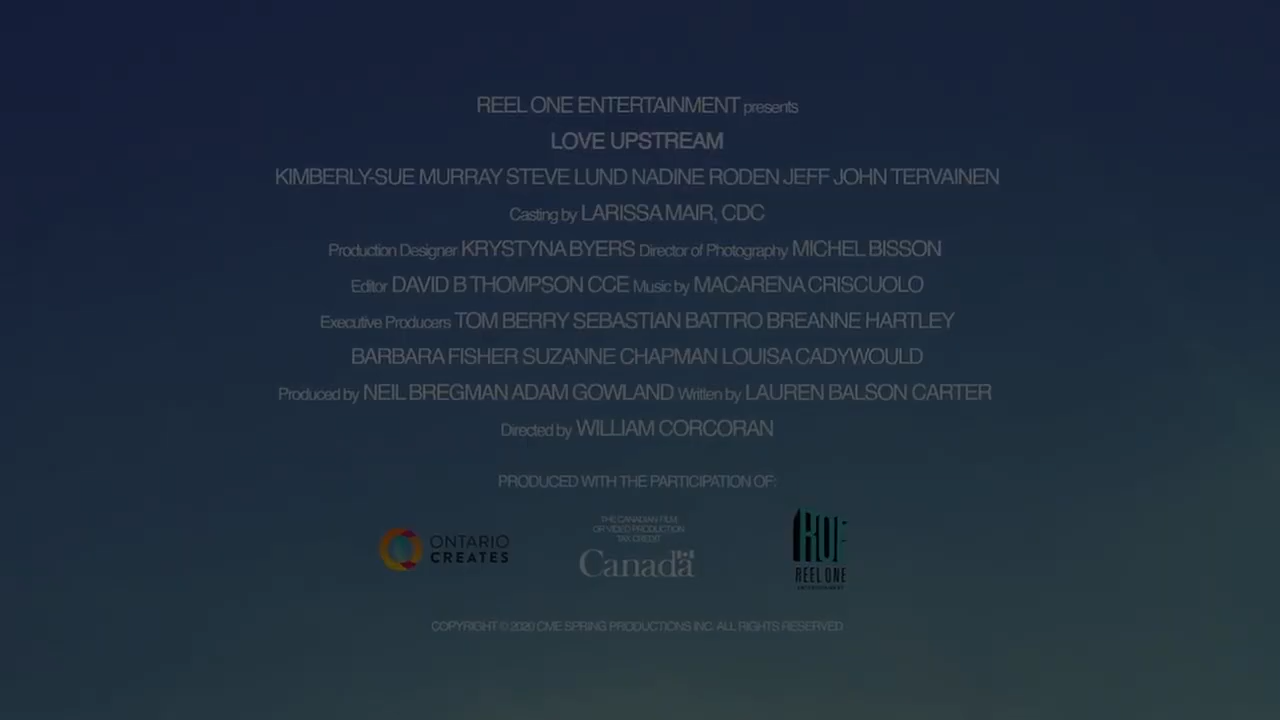 REEL ONE ENTERTAINMENT presents
LOVE UPSTREAM
KIMBERLY-SUE MURRAY STEVE LUND NADINE RODEN JEFF JOHN TERVAINEN
Casting by LARISSA MAIR, CDC
Production Designer KRYSTYNA BYERS Director of Photography MICHEL BISSON
Editor DAVID B THOMPSON CCE Music by MACARENA CRISCUOLO
Executive Producers TOM BERRY SEBASTIAN BATTRO BREANNE HARTLEY
BARBARA FISHER SUZANNE CHAPMAN LOUISA CADYWOULD
Produced by NEIL BREGMAN ADAM GOWLAND Written by LAUREN BALSON CARTER
Directed by WILLIAM CORCORAN
PRODUCED WITH THE PARTICIPATION OF:
ONTARIO
CREATES
THE CANADIAN FILM
OR VIDEO PRODUCTION
TAX CREDIT
Canada
ROE
REEL ONE
ENTERTAINMENT
COPYRIGHT © 2020 CME SPRING PRODUCTIONS INC. ALL RIGHTS RESERVED